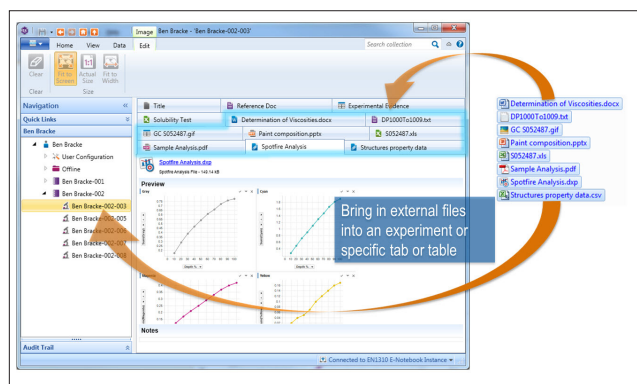 Image
Ben Bracke - 'Ben Bracke-002-003'
Home View Data Edit
Search collection
Clear
Fit to Screen
Actual Size
Fit to Width
Clear
Size
Navigation
Quick Links
Ben Bracke
Ben Bracke
User Configuration
Offline
Ben Bracke-001
Ben Bracke-002
Ben Bracke-002-003
Ben Bracke-002-005
Ben Bracke-002-006
Ben Bracke-002-007
Ben Bracke-002-008
Audit Trail
Title
Reference Doc
Experimental Evidence
Solubility Test
Determination of Viscosities.docx
DP1000To1009.txt
GC S052487.gif
Paint composition.pptx
S052487.xls
Sample Analysis.pdf
Spotfire Analysis
Structures property data
Spotfire Analysis.dxp
Spotfire Analysis File - 149.14 KB
Preview
Grey
Cyan
Depth %
Depth %
Magenta
Yellow
Notes
Connected to EN1310 E-Notebook Instance
Bring in external files
into an experiment or
specific tab or table
Determination of Viscosities.docx
DP1000To1009.txt
GC S052487.gif
Paint composition.pptx
S052487.xls
Sample Analysis.pdf
Spotfire Analysis.dxp
Structures property data.csv